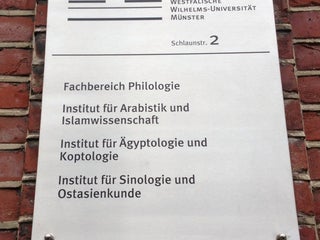 Westfälische
Wilhelms-Universität
Münster
Schlaunstr. 2
Fachbereich Philologie
Institut für Arabistik und
Islamwissenschaft
Institut für Ägyptologie und
Koptologie
Institut für Sinologie und
Ostasienkunde